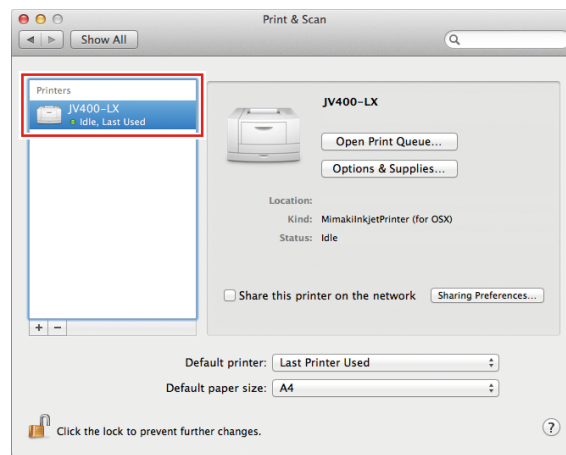 Print & Scan
Show All
Printers
JV400-LX
Idle, Last Used
JV400-LX
Open Print Queue...
Options & Supplies...
Location:
Kind: MimakiInkjetPrinter (for OSX)
Status: Idle
Share this printer on the network Sharing Preferences...
+ −
Default printer: Last Printer Used
Default paper size: A4
Click the lock to prevent further changes. ?